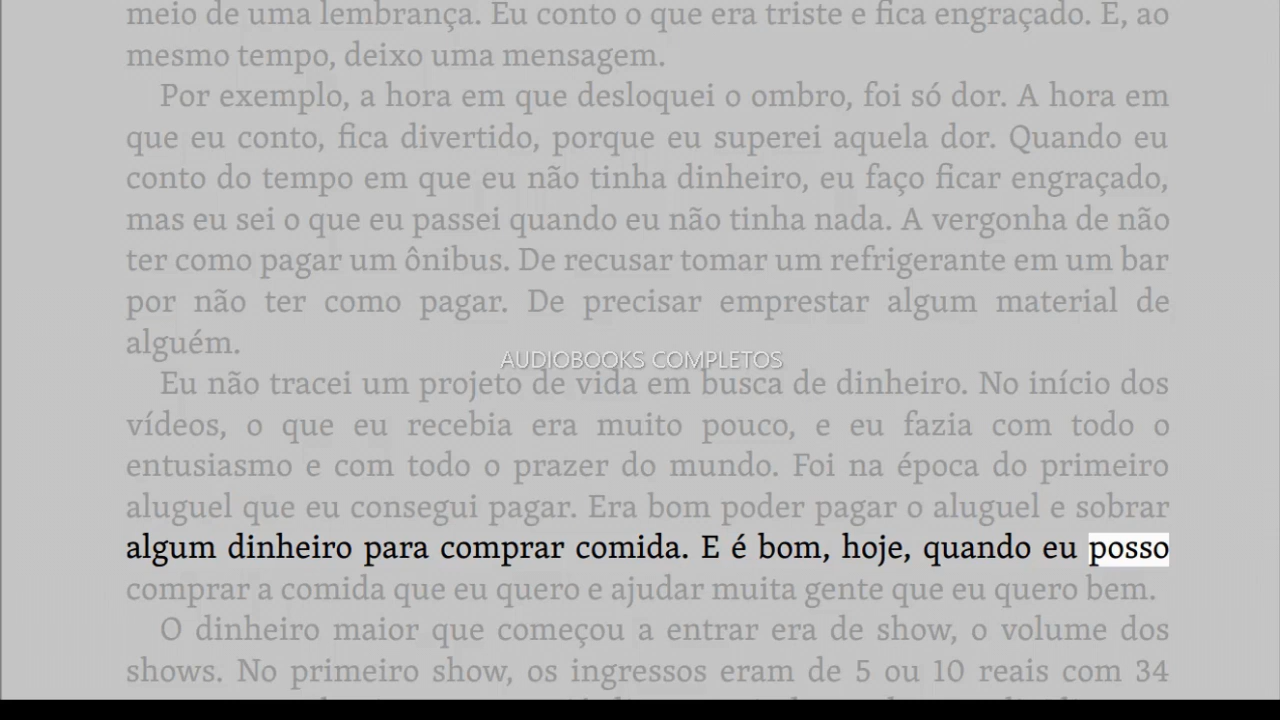 meio de uma lembrança. Eu conto o que era triste e fica engraçado. E, ao
mesmo tempo, deixo uma mensagem.
Por exemplo, a hora em que desloquei o ombro, foi só dor. A hora em
que eu conto, fica divertido, porque eu superei aquela dor. Quando eu
conto do tempo em que eu não tinha dinheiro, eu faço ficar engraçado,
mas eu sei o que eu passei quando eu não tinha nada. A vergonha de não
ter como pagar um ônibus. De recusar tomar um refrigerante em um bar
por não ter como pagar. De precisar emprestar algum material de
alguém.
AUDIOBOOKS COMPLETOS
Eu não tracei um projeto de vida em busca de dinheiro. No início dos
vídeos, o que eu recebia era muito pouco, e eu fazia com todo o
entusiasmo e com todo o prazer do mundo. Foi na época do primeiro
aluguel que eu consegui pagar. Era bom poder pagar o aluguel e sobrar
algum dinheiro para comprar comida. E é bom, hoje, quando eu posso
comprar a comida que eu quero e ajudar muita gente que eu quero bem.
O dinheiro maior que começou a entrar era de show, o volume dos
shows. No primeiro show, os ingressos eram de 5 ou 10 reais com 34